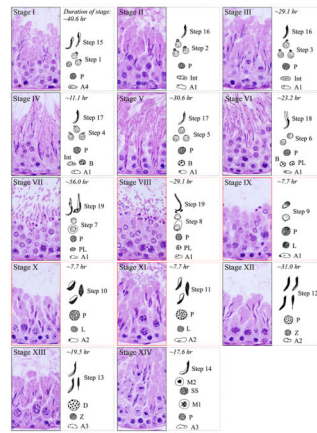 Stage I
Duration of stage:
~40.6 hr
Step 15
Step 1
P
A4
Stage II
Step 16
Step 2
P
Int
A1
Stage III
~29.1 hr
Step 16
Step 3
P
Int
A1
Stage IV
~11.1 hr
Step 17
Step 4
P
Int
B
A1
Stage V
~30.6 hr
Step 17
Step 5
P
B
A1
Stage VI
~23.2 hr
Step 18
Step 6
P
B
PL
A1
Stage VII
~56.0 hr
Step 19
Step 7
P
PL
A1
Stage VIII
~29.1 hr
Step 19
Step 8
P
PL
A1
Stage IX
~7.7 hr
Step 9
P
L
A1
Stage X
~7.7 hr
Step 10
P
L
A2
Stage XI
~7.7 hr
Step 11
P
L
A2
Stage XII
~31.0 hr
Step 12
P
Z
A2
Stage XIII
~19.5 hr
Step 13
D
Z
A3
Stage XIV
~17.6 hr
Step 14
M2
SS
M1
P
A3